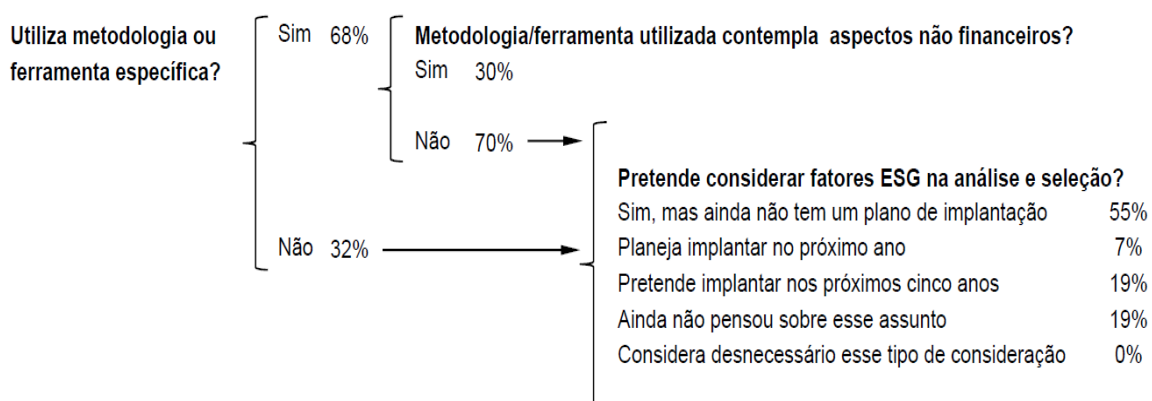 Utiliza metodologia ou
ferramenta específica?
Sim 68%
Metodologia/ferramenta utilizada contempla aspectos não financeiros?
Sim 30%
Não 70%
Pretende considerar fatores ESG na análise e seleção?
Sim, mas ainda não tem um plano de implantação 55%
Não 32%
Planeja implantar no próximo ano 7%
Pretende implantar nos próximos cinco anos 19%
Ainda não pensou sobre esse assunto 19%
Considera desnecessário esse tipo de consideração 0%